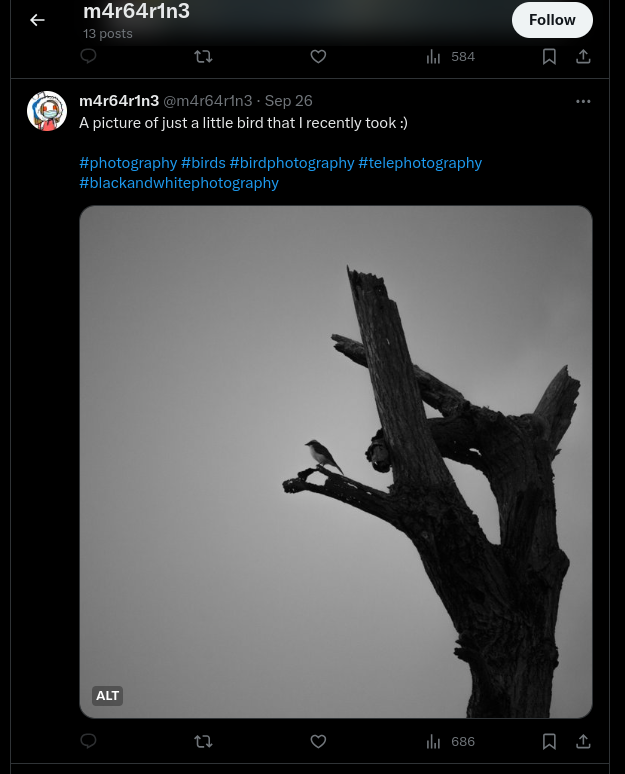 m4r64r1n3
13 posts
Follow
584
m4r64r1n3 @m4r64r1n3 · Sep 26
A picture of just a little bird that I recently took :)
#photography #birds #birdphotography #telephotography
#blackandwhitephotography
ALT
686